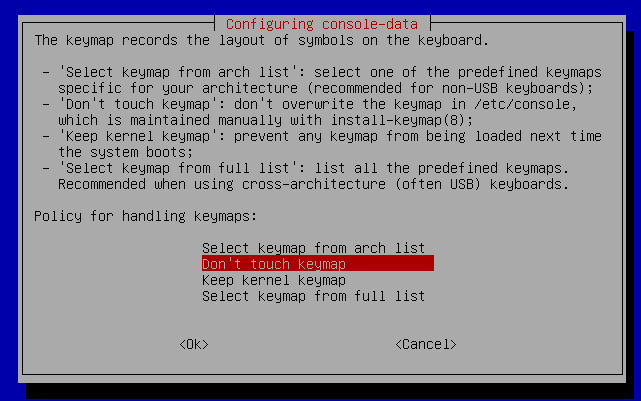 Configuring console-data
The keymap records the layout of symbols on the keyboard.
- 'Select keymap from arch list': select one of the predefined keymaps
specific for your architecture (recommended for non-USB keyboards);
- 'Don't touch keymap': don't overwrite the keymap in /etc/console,
which is maintained manually with install-keymap(8);
- 'Keep kernel keymap': prevent any keymap from being loaded next time
the system boots;
- 'Select keymap from full list': list all the predefined keymaps.
Recommended when using cross-architecture (often USB) keyboards.
Policy for handling keymaps:
Select keymap from arch list
Don't touch keymap
Keep kernel keymap
Select keymap from full list
<Ok> <Cancel>